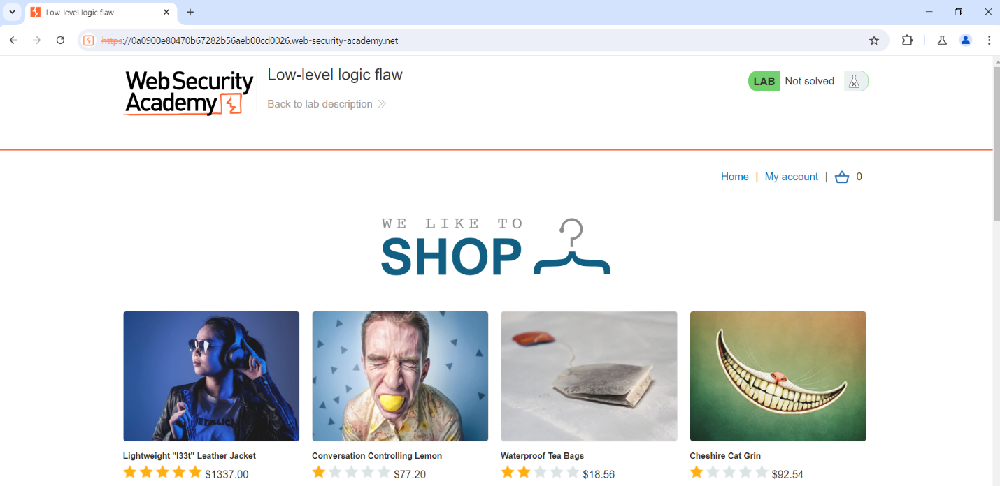 Low-level logic flaw
https://0a0900e80470b67282b56aeb00cd0026.web-security-academy.net
Web Security
Academy
Low-level logic flaw
Back to lab description
LAB Not solved
Home | My account | 0
WE LIKE TO
SHOP
METALLICA
Lightweight "l33t" Leather Jacket
$1337.00
Conversation Controlling Lemon
$77.20
Waterproof Tea Bags
$18.56
Cheshire Cat Grin
$92.54